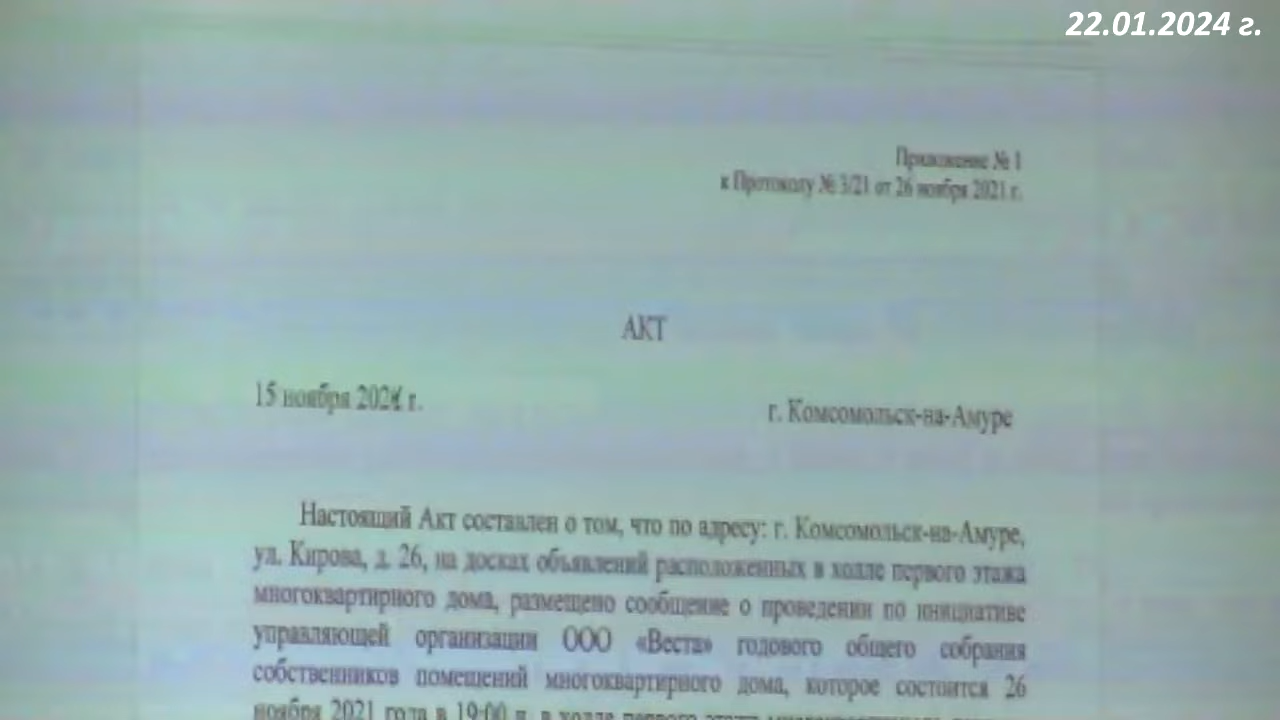 22.01.2024 г.
Приложение № 1
к Протоколу № 3/21 от 26 ноября 2021 г.
АКТ
15 ноября 2021 г.
г. Комсомольск-на-Амуре
Настоящий Акт составлен о том, что по адресу: г. Комсомольск-на-Амуре,
ул. Кирова, д. 26, на досках объявлений расположенных в холле первого этажа
многоквартирного дома, размещено сообщение о проведении по инициативе
управляющей организации ООО «Веста» годового общего собрания
собственников помещений многоквартирного дома, которое состоится 26
ноября 2021 года в 19:00 ч. в холле первого этажа